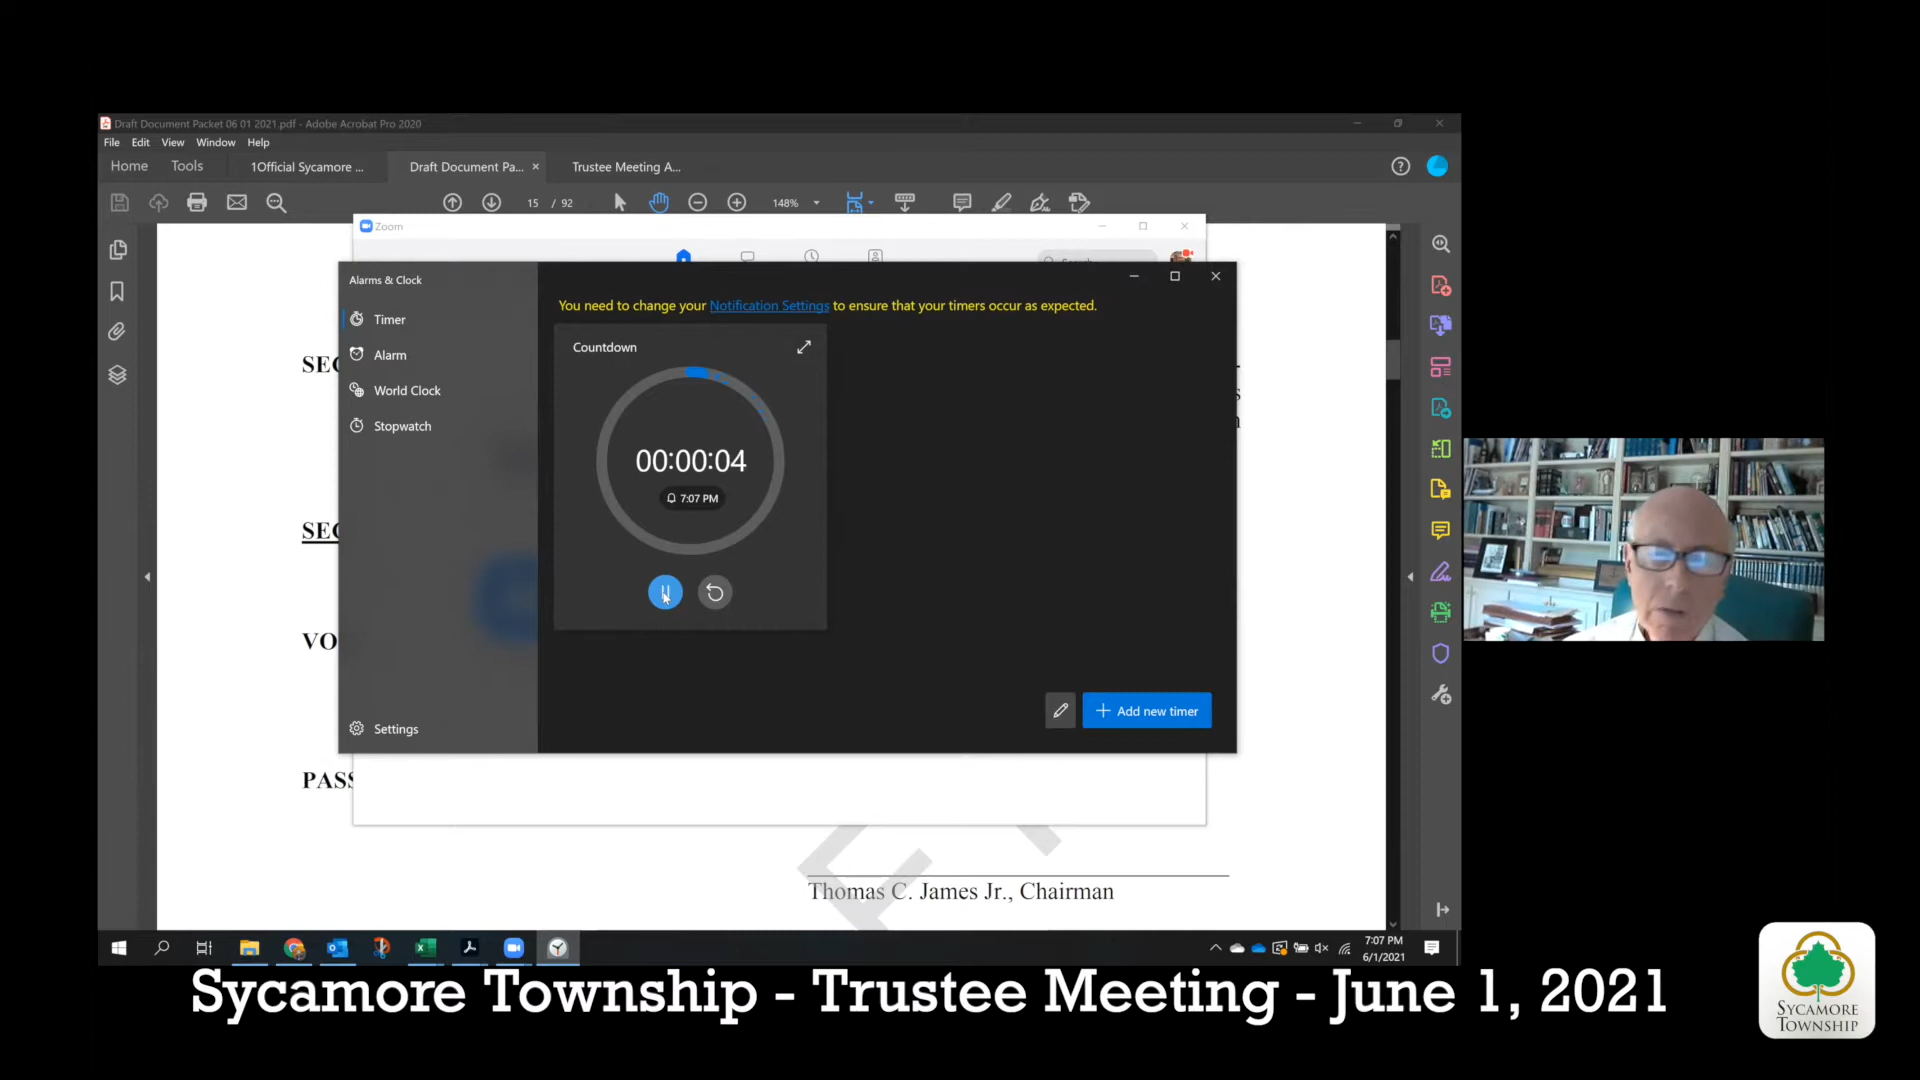 Draft Document Packet 06 01 2021.pdf - Adobe Acrobat Pro 2020
File Edit View Window Help
Home Tools 1Official Sycamore ... Draft Document Pa... × Trustee Meeting A...
15 / 92 148%
Zoom
Alarms & Clock
You need to change your Notification Settings to ensure that your timers occur as expected.
Timer
Alarm
World Clock
Stopwatch
Settings
Countdown
00:00:04
7:07 PM
+ Add new timer
SEC
SEC
VO
PASS
Thomas C. James Jr., Chairman
7:07 PM
6/1/2021
Sycamore Township - Trustee Meeting - June 1, 2021
SYCAMORE
TOWNSHIP